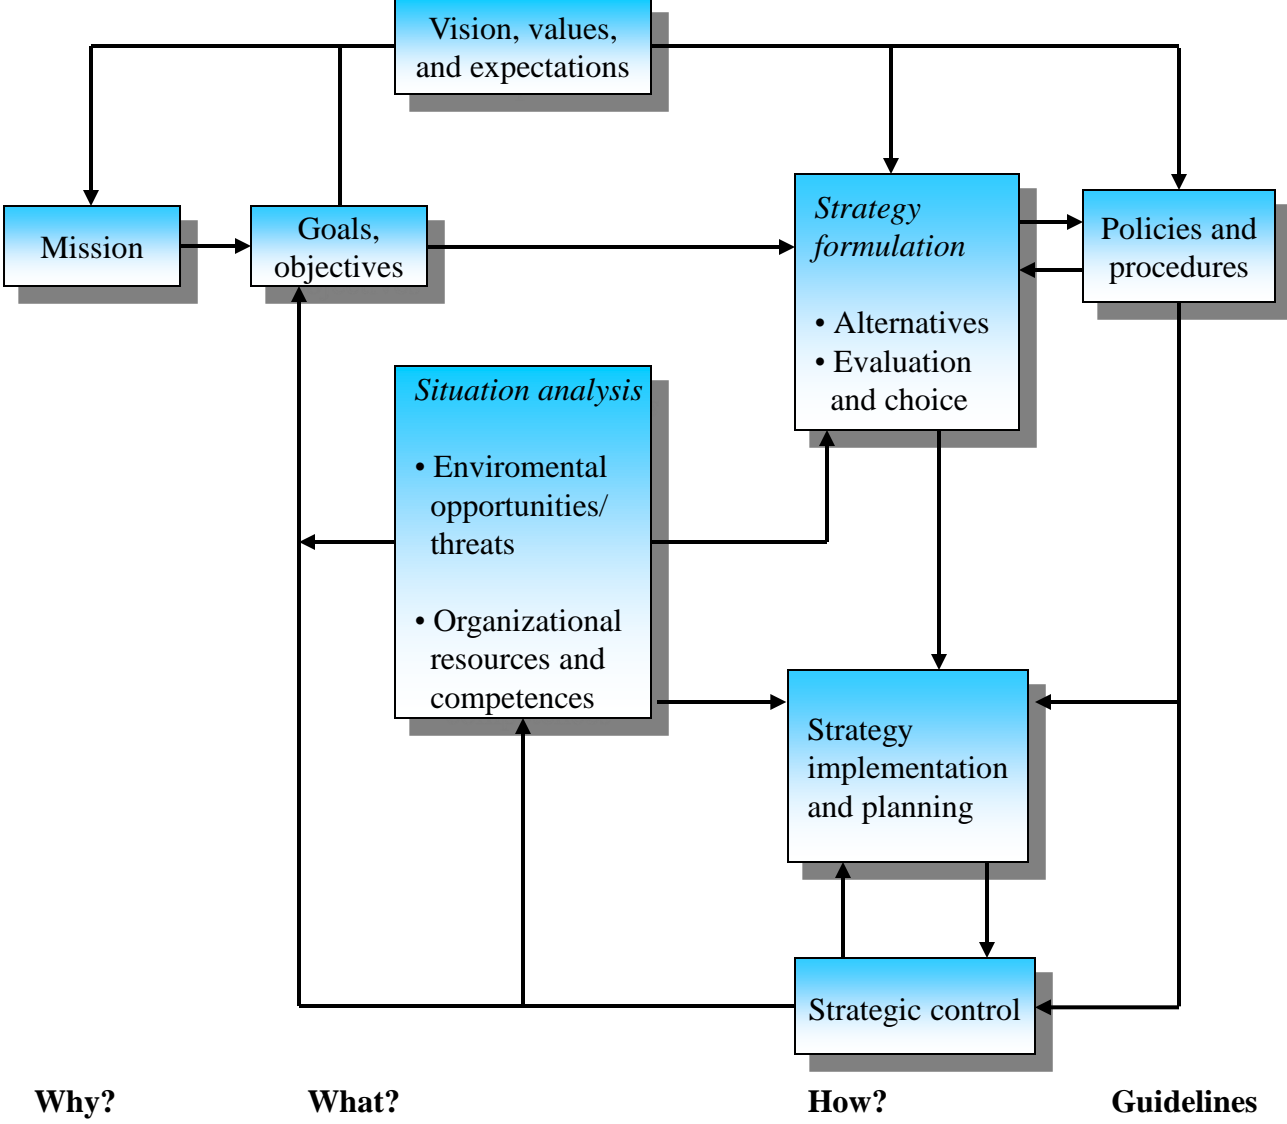 Vision, values,
and expectations
Mission
Goals,
objectives
Strategy
formulation
• Alternatives
• Evaluation
and choice
Policies and
procedures
Situation analysis
• Enviromental
opportunities/
threats
• Organizational
resources and
competences
Strategy
implementation
and planning
Strategic control
Why?
What?
How?
Guidelines